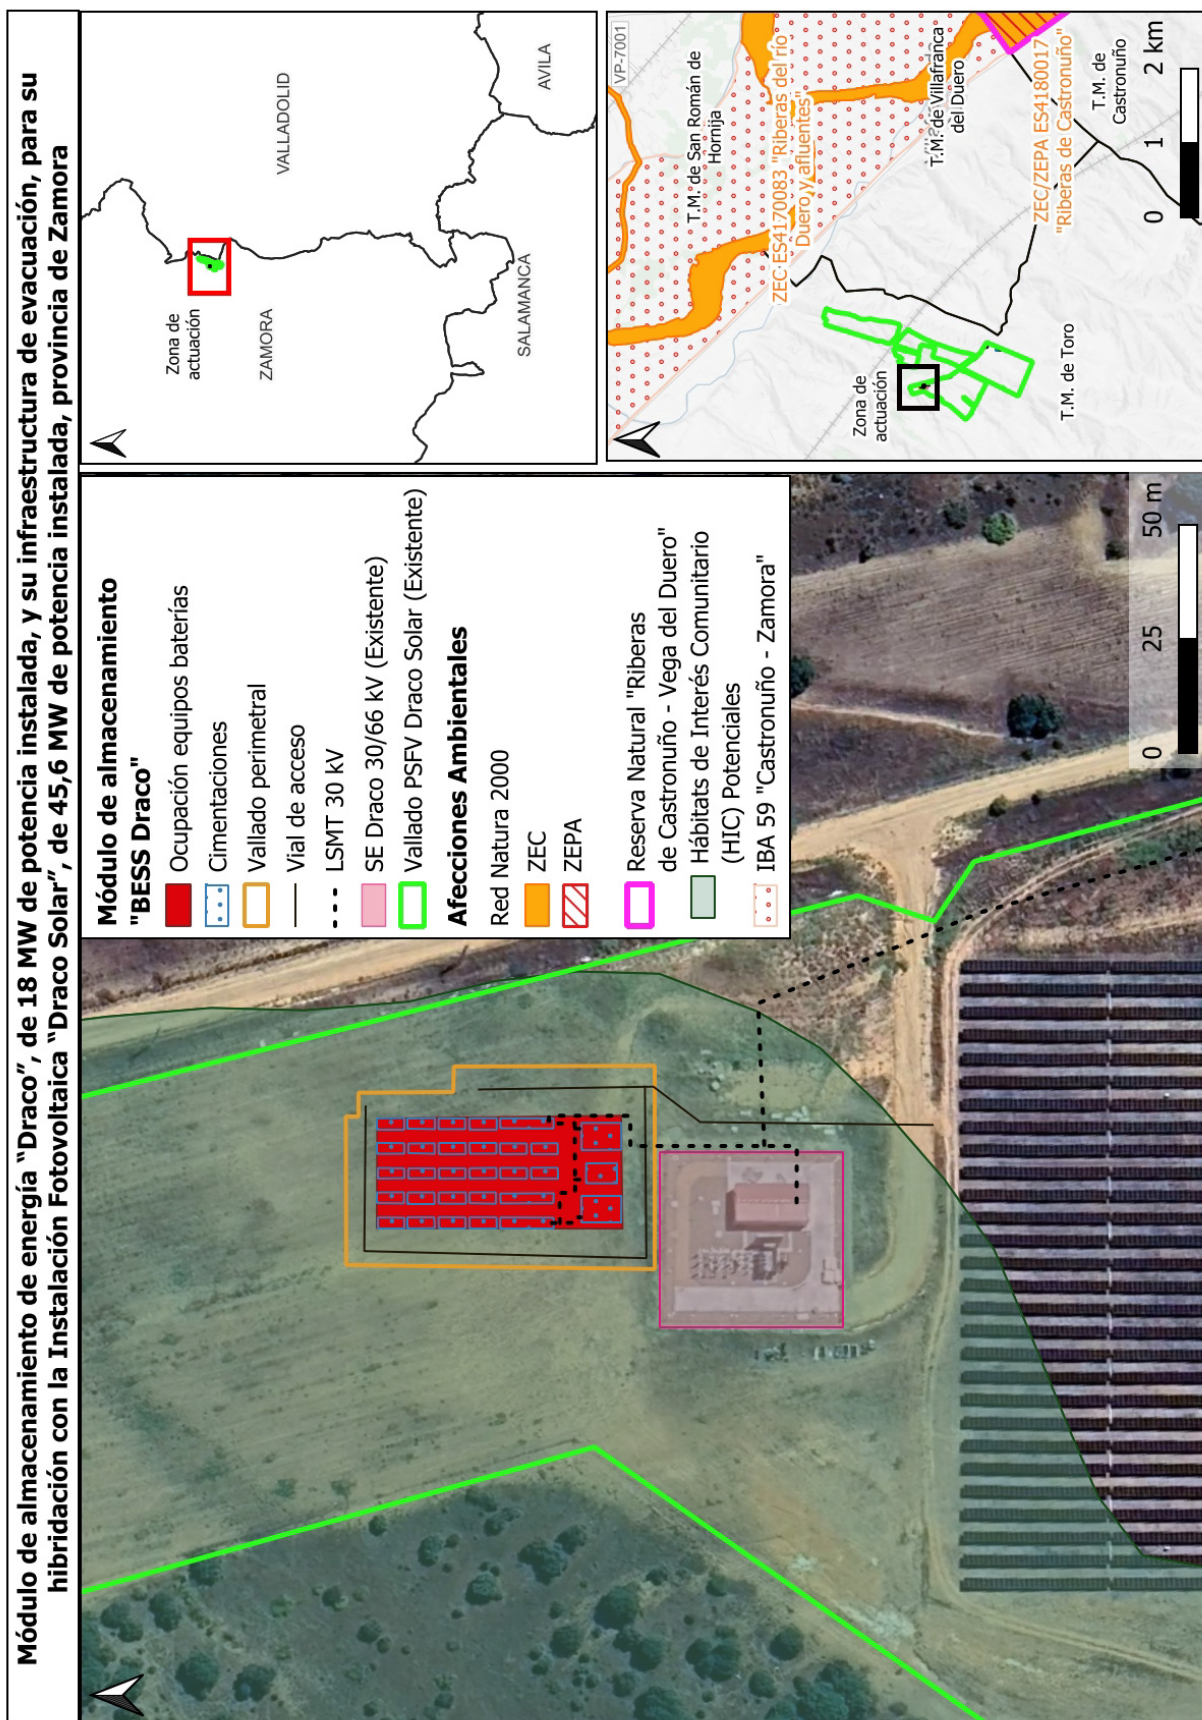 Módulo de almacenamiento de energía “Draco”, de 18 MW de potencia instalada, y su infraestructura de evacuación, para su
hibridación con la Instalación Fotovoltaica “Draco Solar”, de 45,6 MW de potencia instalada, provincia de Zamora
Módulo de almacenamiento
"BESS Draco"
Ocupación equipos baterías
Cimentaciones
Vallado perimetral
Vial de acceso
LSMT 30 kV
SE Draco 30/66 kV (Existente)
Vallado PSFV Draco Solar (Existente)
Afecciones Ambientales
Red Natura 2000
ZEC
ZEPA
Reserva Natural "Riberas
de Castronuño - Vega del Duero"
Hábitats de Interés Comunitario
(HIC) Potenciales
IBA 59 "Castronuño - Zamora"
0 25 50 m
Zona de
actuación
VALLADOLID
ZAMORA
AVILA
SALAMANCA
VP-7001
T.M. de San Román de
Hornija
ZEC ES4170083 "Riberas del río
Duero y afluentes"
T.M. de Villafranca
del Duero
Zona de
actuación
ZEC/ZEPA ES4180017
"Riberas de Castronuño"
T.M. de Toro
T.M. de
Castronuño
0 1 2 km